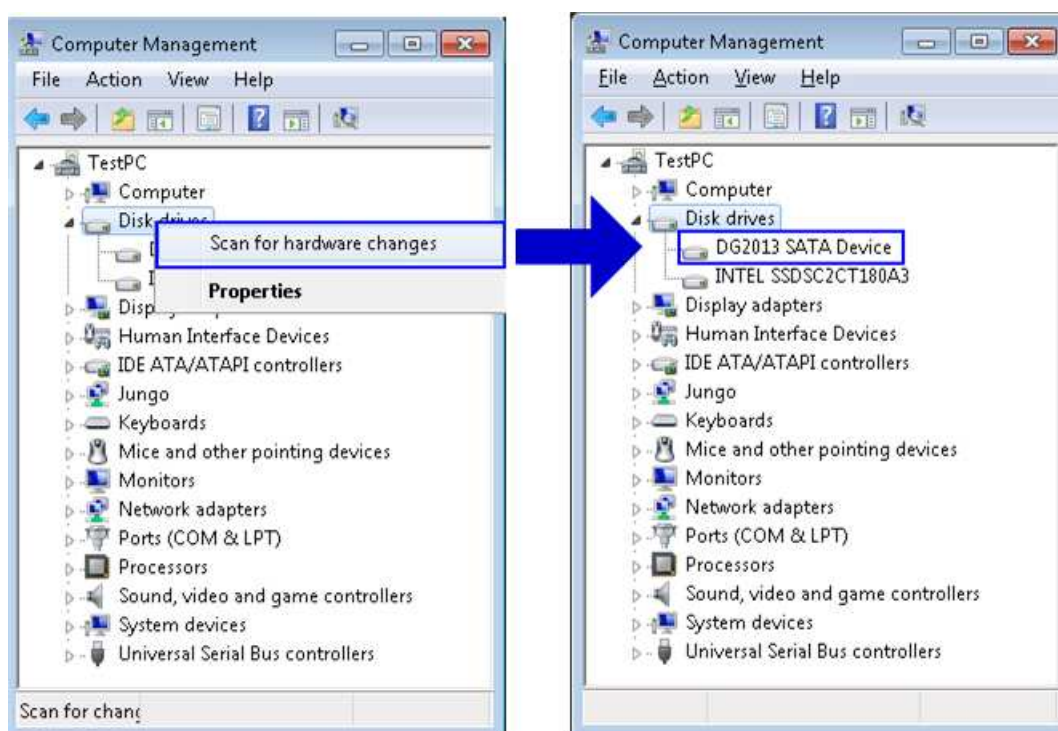 Computer Management
File Action View Help
TestPC
Computer
Disk drives
Scan for hardware changes
Properties
Human Interface Devices
IDE ATA/ATAPI controllers
Jungo
Keyboards
Mice and other pointing devices
Monitors
Network adapters
Ports (COM & LPT)
Processors
Sound, video and game controllers
System devices
Universal Serial Bus controllers
Scan for chang
Computer Management
File Action View Help
TestPC
Computer
Disk drives
DG2013 SATA Device
INTEL SSDSC2CT180A3
Display adapters
Human Interface Devices
IDE ATA/ATAPI controllers
Jungo
Keyboards
Mice and other pointing devices
Monitors
Network adapters
Ports (COM & LPT)
Processors
Sound, video and game controllers
System devices
Universal Serial Bus controllers